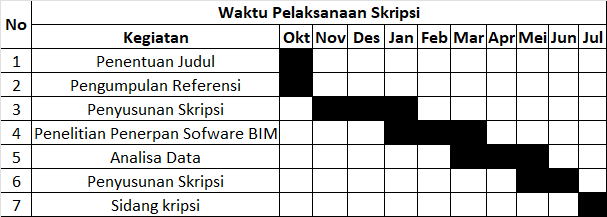 No Waktu Pelaksanaan Skripsi
Kegiatan Okt Nov Des Jan Feb Mar Apr Mei Jun Jul
1 Penentuan Judul
2 Pengumpulan Referensi
3 Penyusunan Skripsi
4 Penelitian Penerpan Sofware BIM
5 Analisa Data
6 Penyusunan Skripsi
7 Sidang kripsi